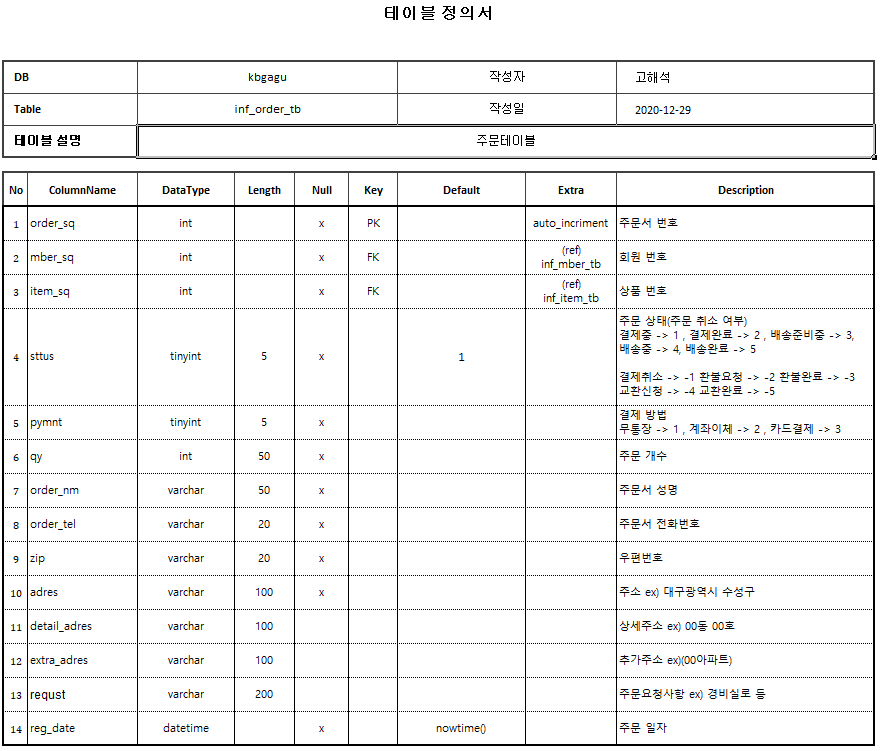 테이블 정의서
DB kbgagu 작성자 고해석
Table inf_order_tb 작성일 2020-12-29
테이블 설명 주문테이블
No ColumnName DataType Length Null Key Default Extra Description
1 order_sq int x PK auto_incriment 주문서 번호
2 mber_sq int x FK (ref)
inf_mber_tb 회원 번호
3 item_sq int x FK (ref)
inf_item_tb 상품 번호
4 sttus tinyint 5 x 1 주문 상태(주문 취소 여부)
결제중 -> 1 , 결제완료 -> 2 , 배송준비중 -> 3,
배송중 -> 4, 배송완료 -> 5
결제취소 -> -1 환불요청 -> -2 환불완료 -> -3
교환신청 -> -4 교환완료 -> -5
5 pymnt tinyint 5 x 결제 방법
무통장 -> 1 , 계좌이체 -> 2 , 카드결제 -> 3
6 qy int 50 x 주문 개수
7 order_nm varchar 50 x 주문서 성명
8 order_tel varchar 20 x 주문서 전화번호
9 zip varchar 20 x 우편번호
10 adres varchar 100 x 주소 ex) 대구광역시 수성구
11 detail_adres varchar 100 상세주소 ex) 00동 00호
12 extra_adres varchar 100 추가주소 ex)(00아파트)
13 requst varchar 200 주문요청사항 ex) 경비실로 등
14 reg_date datetime x nowtime() 주문 일자